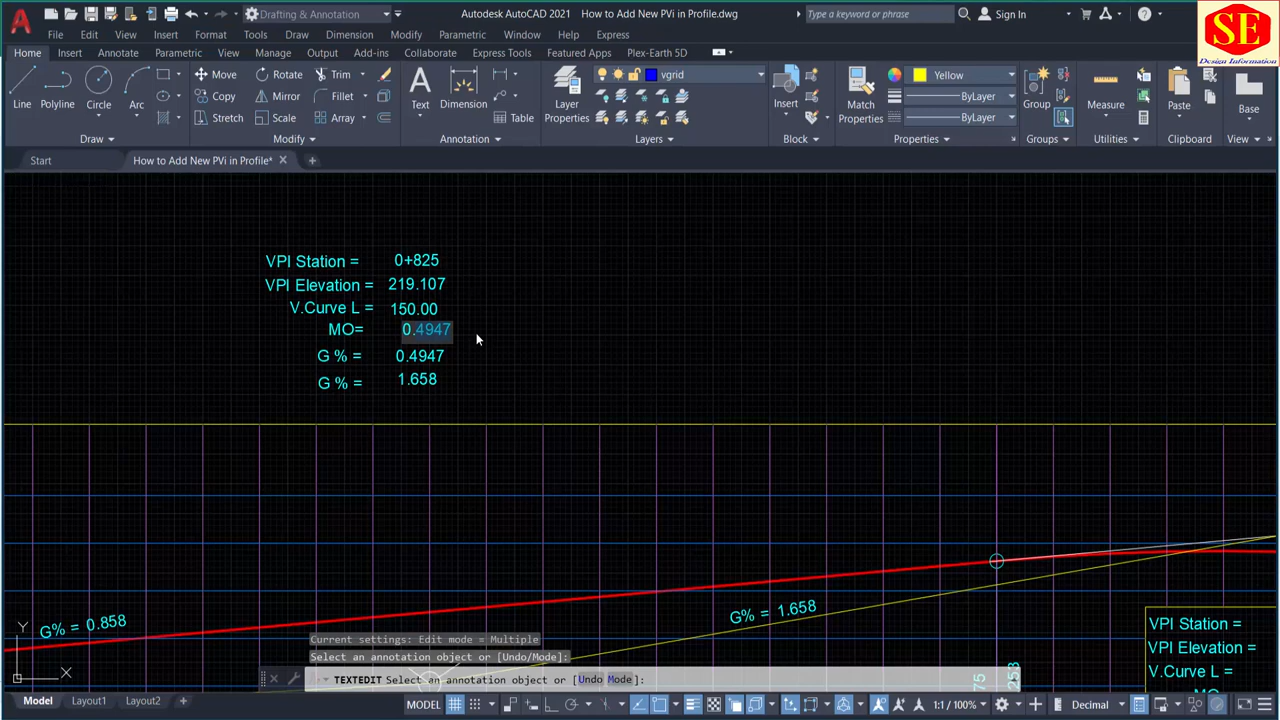 Drafting & Annotation
Autodesk AutoCAD 2021 How to Add New PVi in Profile.dwg
Type a keyword or phrase
Sign In
SE
Design Information
File Edit View Insert Format Tools Draw Dimension Modify Parametric Window Help Express
Home Insert Annotate Parametric View Manage Output Add-ins Collaborate Express Tools Featured Apps Plex-Earth 5D
Line Polyline Circle Arc
Move Rotate Trim
Copy Mirror Fillet
Stretch Scale Array
Text Dimension Table
Layer Properties
vgrid
Insert
Match Properties
Yellow
ByLayer
ByLayer
Group
Measure
Paste
Base
Draw Modify Annotation Layers Block Properties Groups Utilities Clipboard View
Start How to Add New PVi in Profile*
VPI Station = 0+825
VPI Elevation = 219.107
V.Curve L = 150.00
MO= 0.4947
G % = 0.4947
G % = 1.658
G% = 0.858
G% = 1.658
VPI Station =
VPI Elevation =
V.Curve L =
Y
X
Current settings: Edit mode = Multiple
Select an annotation object or [Undo/Mode]:
TEXTEDIT Select an annotation object or [Undo Mode]:
Model Layout1 Layout2
MODEL
1:1 / 100%
Decimal